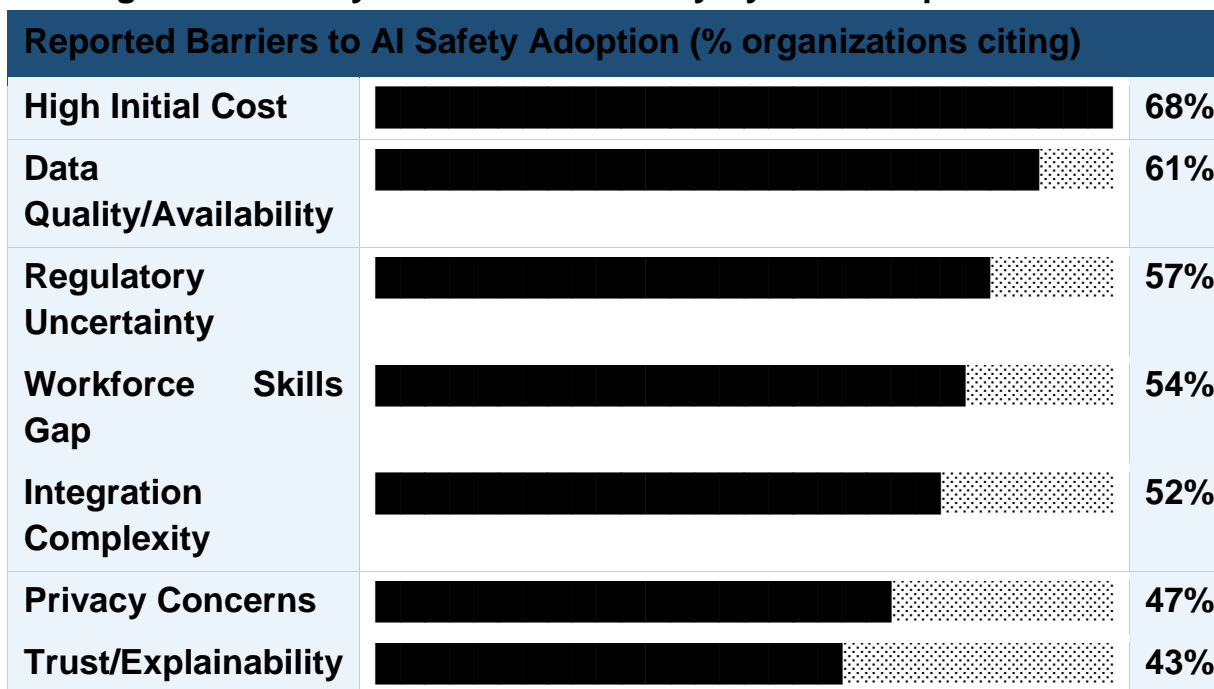 Reported Barriers to AI Safety Adoption (% organizations citing)
High Initial Cost 68%
Data 61%
Quality/Availability
Regulatory 57%
Uncertainty
Workforce Skills 54%
Gap
Integration 52%
Complexity
Privacy Concerns 47%
Trust/Explainability 43%